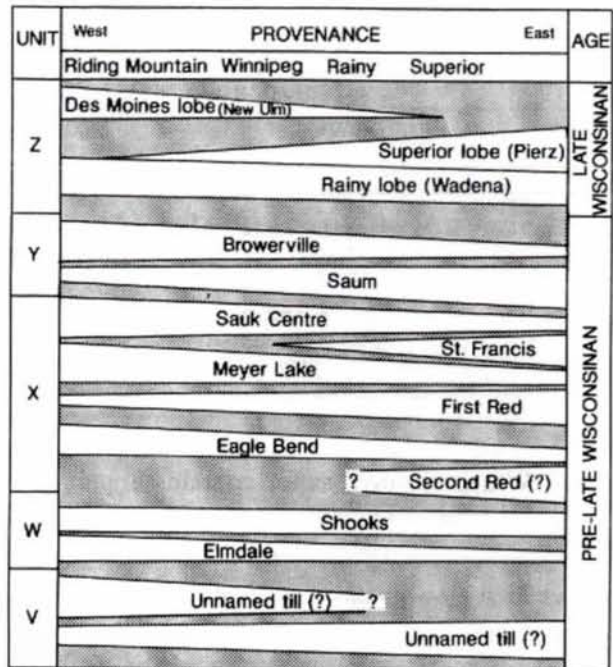 UNIT
West
PROVENANCE
East
AGE
Riding Mountain Winnipeg Rainy Superior
Z
Des Moines lobe (New Ulm)
Superior lobe (Pierz)
Rainy lobe (Wadena)
LATE
WISCONSINAN
Y
Browerville
Saum
X
Sauk Centre
St. Francis
Meyer Lake
First Red
Eagle Bend
? Second Red (?)
PRE-LATE WISCONSINAN
W
Shooks
Elmdale
V
Unnamed till (?) ?
Unnamed till (?)